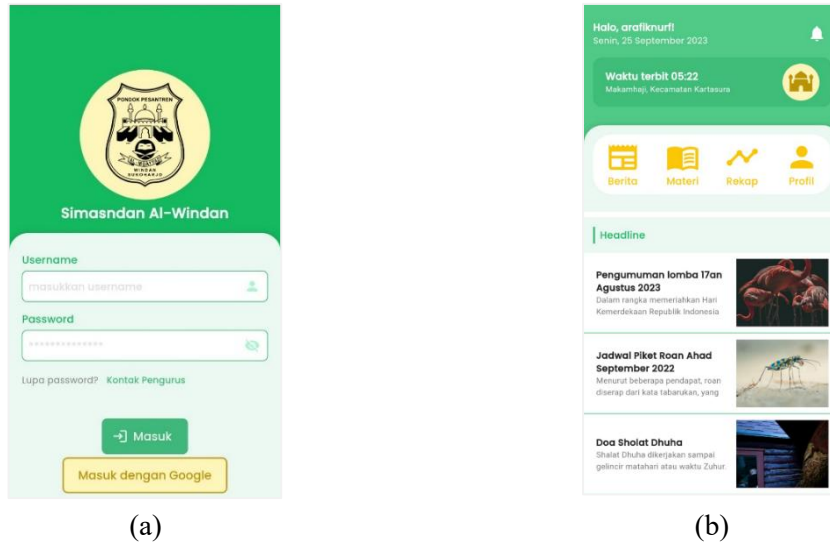 PONDOK PESANTREN
WINDAN
SUKOHARJO
Simasndan Al-Windan
Username
masukkan username
Password
**************
Lupa password? Kontak Pengurus
Masuk
Masuk dengan Google
(a)
Halo, arafiknurf!
Senin, 25 September 2023
Waktu terbit 05:22
Makamhaji, Kecamatan Kartasura
Berita Materi Rekap Profil
Headline
Pengumuman lomba 17an
Agustus 2023
Dalam rangka memeriahkan Hari
Kemerdekaan Republik Indonesia
Jadwal Piket Roan Ahad
September 2022
Menurut beberapa pendapat, roan
diserap dari kata tabarukan, yang
Doa Sholat Dhuha
Shalat Dhuha dikerjakan sampai
gelincir matahari atau waktu Zuhur.
(b)